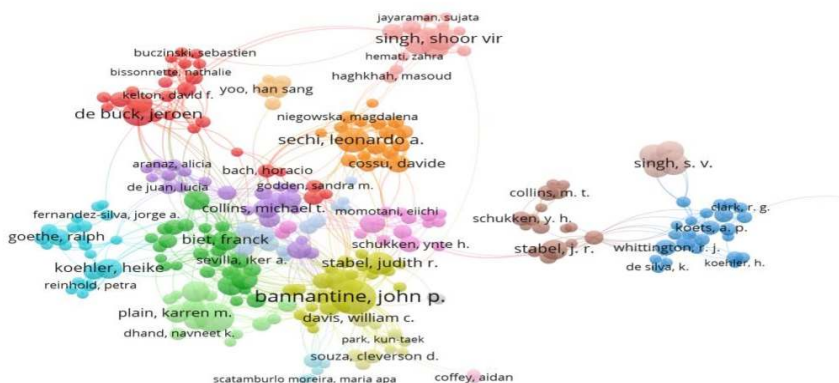 jayaraman, sujata
singh, shoor vir
buczinski, sebastien
hemati, zahra
bissonnette, nathalie
haghkhah, masoud
kelton, david f.
yoo, han sang
de buck, jeroen
niegowska, magdalena
sechi, leonardo a.
cossu, davide
singh, s. v.
aranaz, alicia
bach, horacio
de juan, lucia
godden, sandra m.
collins, m. t.
collins, michael t.
momotani, eiichi
clark, r. g.
fernandez-silva, jorge a.
schukken, y. h.
koets, a. p.
goethe, ralph
biet, franck
schukken, ynte h.
stabel, j. r.
whittington, r. j.
sevilla, iker a.
stabel, judith r.
koehler, heike
de silva, k.
koehler, h.
reinhold, petra
bannantine, john p.
plain, karren m.
davis, william c.
dhand, navneet k.
park, kun-taek
souza, cleverson d.
scatamburlo moreira, maria apa
coffey, aidan